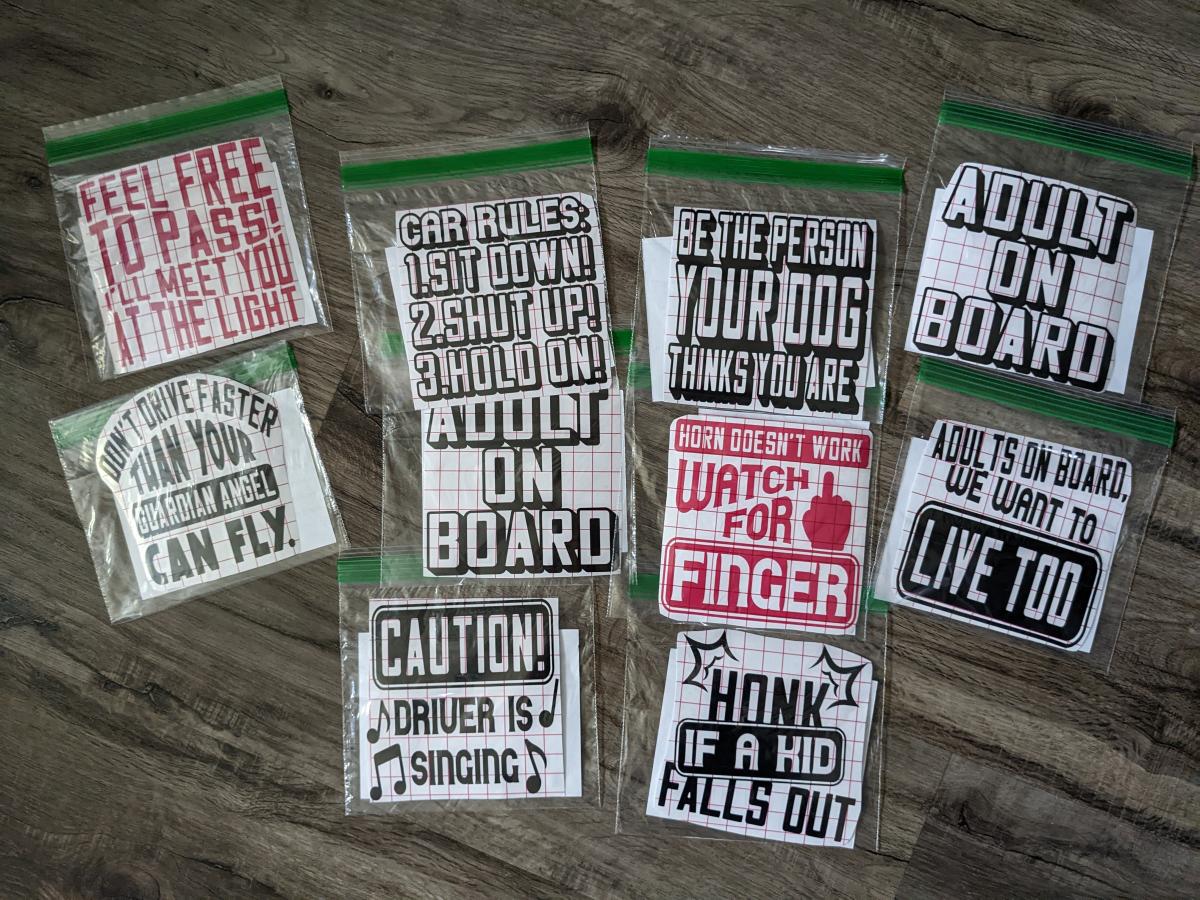 FEEL FREE
TO PASS!
I'LL MEET YOU
AT THE LIGHT
CAR RULES:
1.SIT DOWN!
2.SHUT UP!
3.HOLD ON!
BE THE PERSON
YOUR DOG
THINKS YOU ARE
ADULT
ON
BOARD
DON'T DRIVE FASTER
THAN YOUR
GUARDIAN ANGEL
CAN FLY.
ADULT
ON
BOARD
HORN DOESN'T WORK
WATCH
FOR
FINGER
ADULTS ON BOARD,
WE WANT TO
LIVE TOO
CAUTION!
DRIVER IS
SINGING
HONK
IF A KID
FALLS OUT